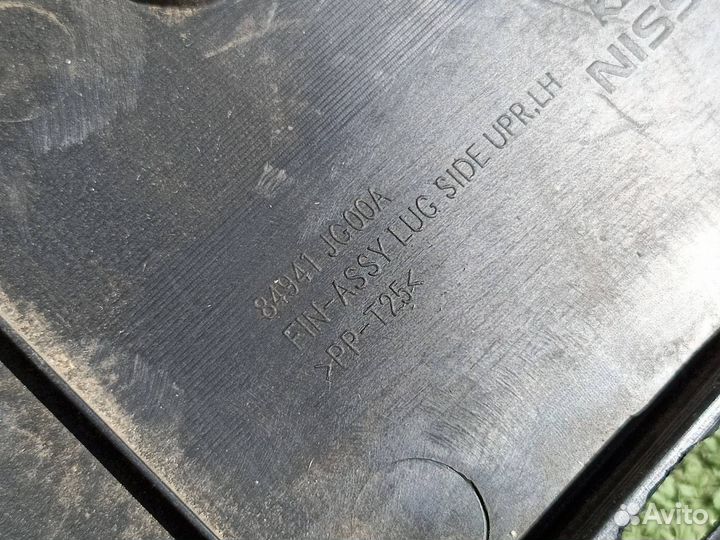 NISS
84941 JG00A
FIN-ASSY LUG SIDE UPR,LH
>PP-T25<
Avito